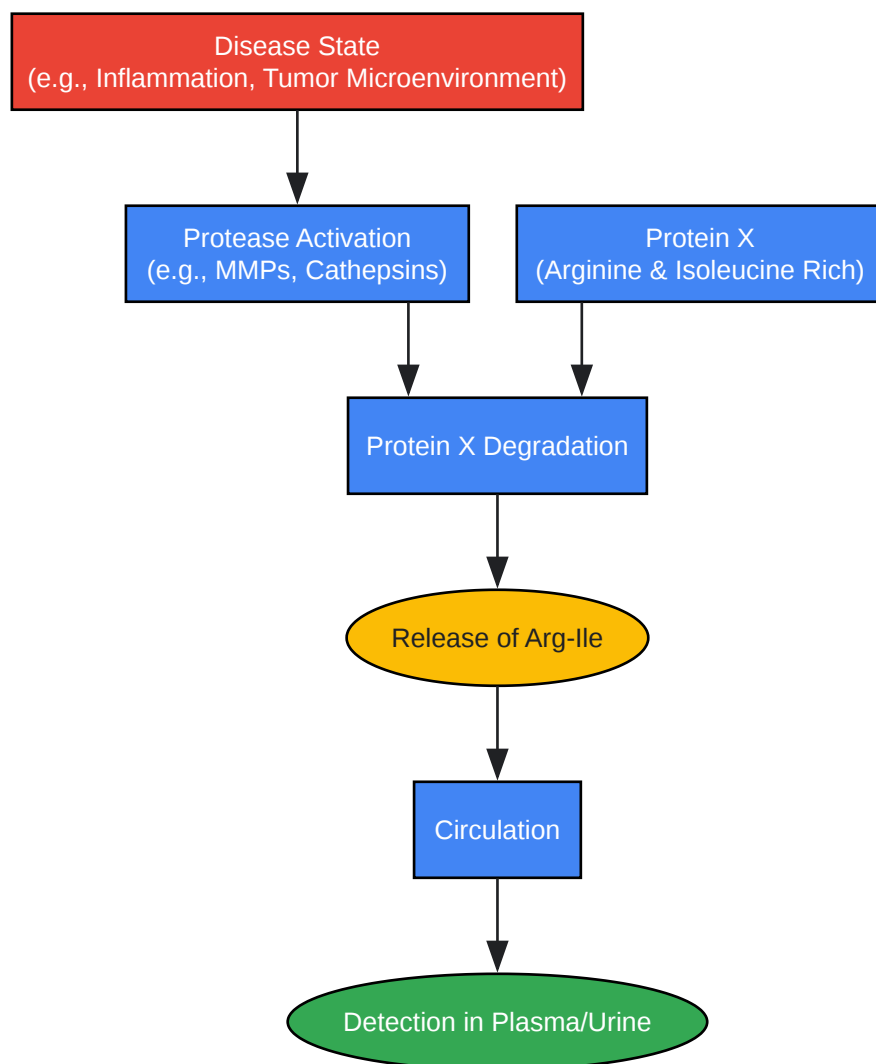 Disease State
(e.g., Inflammation, Tumor Microenvironment)
Protease Activation
(e.g., MMPs, Cathepsins)
Protein X
(Arginine & Isoleucine Rich)
Protein X Degradation
Release of Arg-Ile
Circulation
Detection in Plasma/Urine